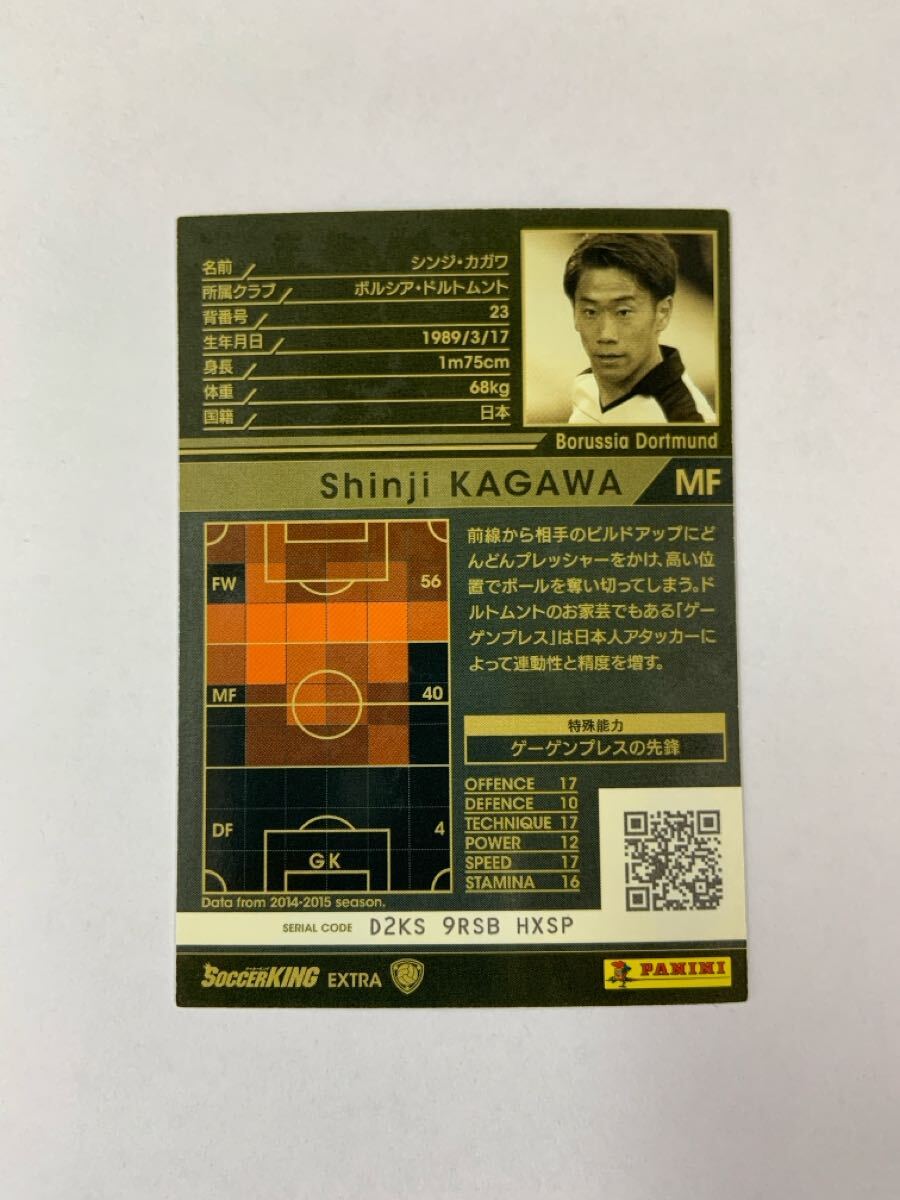 名前 シンジ・カガワ
所属クラブ ボルシア・ドルトムント
背番号 23
生年月日 1989/3/17
身長 1m75cm
体重 68kg
国籍 日本
Borussia Dortmund
Shinji KAGAWA MF
FW 56
MF 40
DF 4
GK
Data from 2014-2015 season.
前線から相手のビルドアップにど
んどんプレッシャーをかけ、高い位
置でボールを奪い切ってしまう。ド
ルトムントのお家芸でもある「ゲー
ゲンプレス」は日本人アタッカーに
よって連動性と精度を増す。
特殊能力
ゲーゲンプレスの先鋒
OFFENCE 17
DEFENCE 10
TECHNIQUE 17
POWER 12
SPEED 17
STAMINA 16
SERIAL CODE D2KS 9RSB HXSP
SOCCERKING EXTRA
PANINI